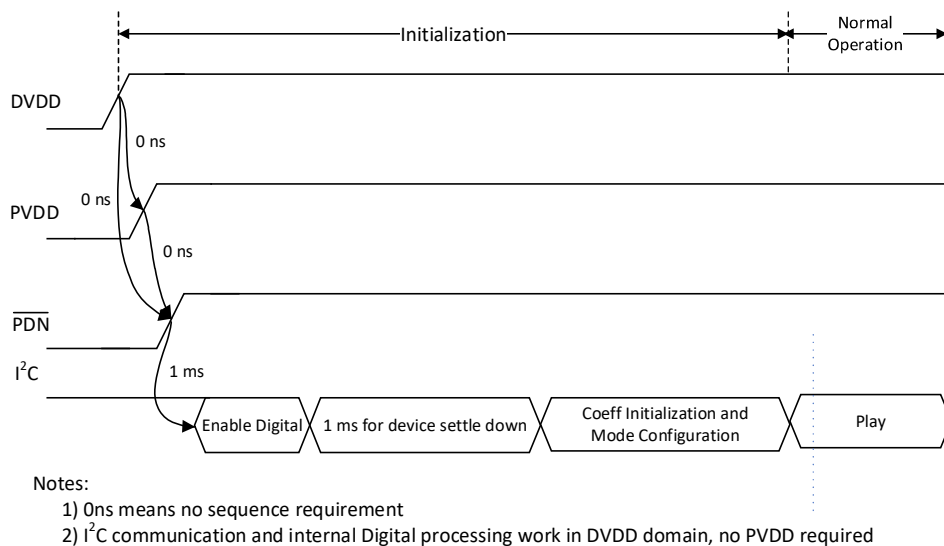 Initialization
Normal
Operation
DVDD
0 ns
0 ns
PVDD
0 ns
PDN
I²C
1 ms
Enable Digital
1 ms for device settle down
Coeff Initialization and
Mode Configuration
Play
Notes:
1) 0ns means no sequence requirement
2) I²C communication and internal Digital processing work in DVDD domain, no PVDD required